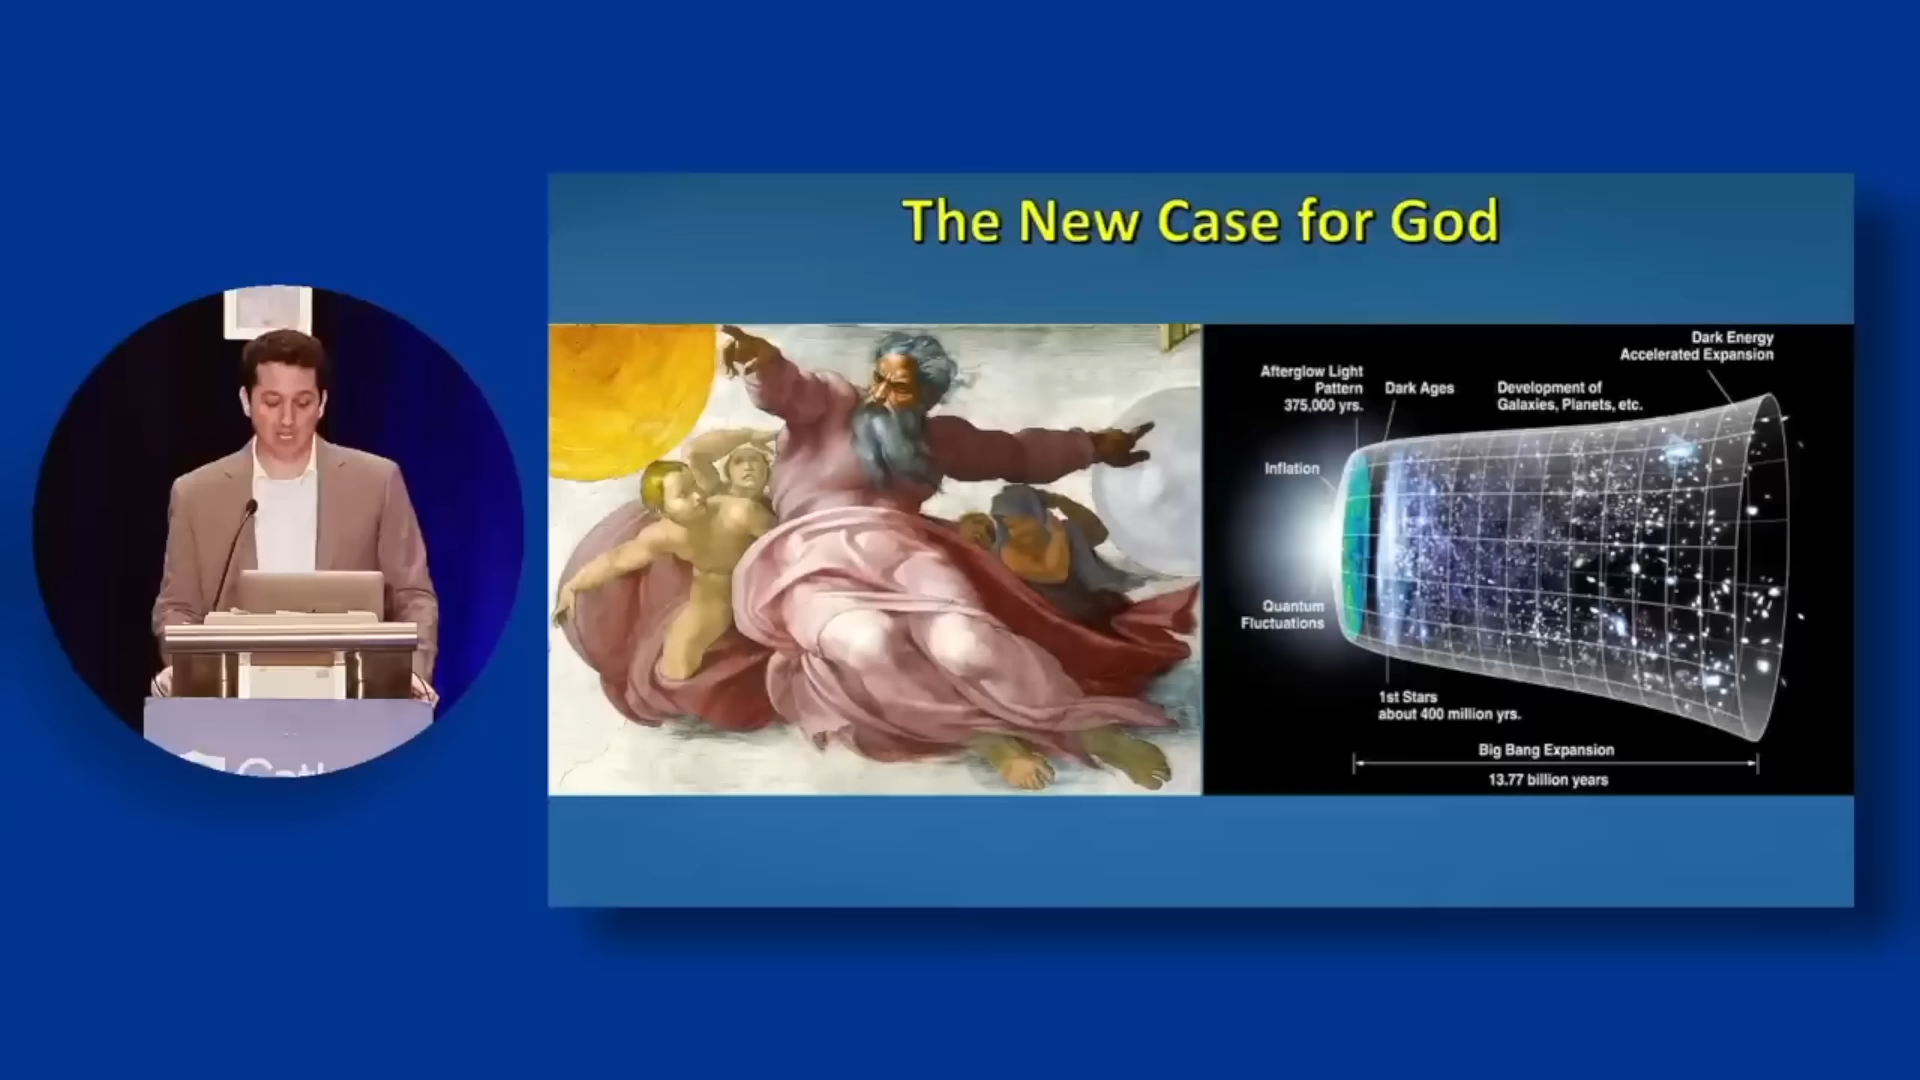 The New Case for God
Dark Energy
Accelerated Expansion
Afterglow Light
Pattern
375,000 yrs.
Dark Ages
Development of
Galaxies, Planets, etc.
Inflation
Quantum
Fluctuations
1st Stars
about 400 million yrs.
Big Bang Expansion
13.77 billion years